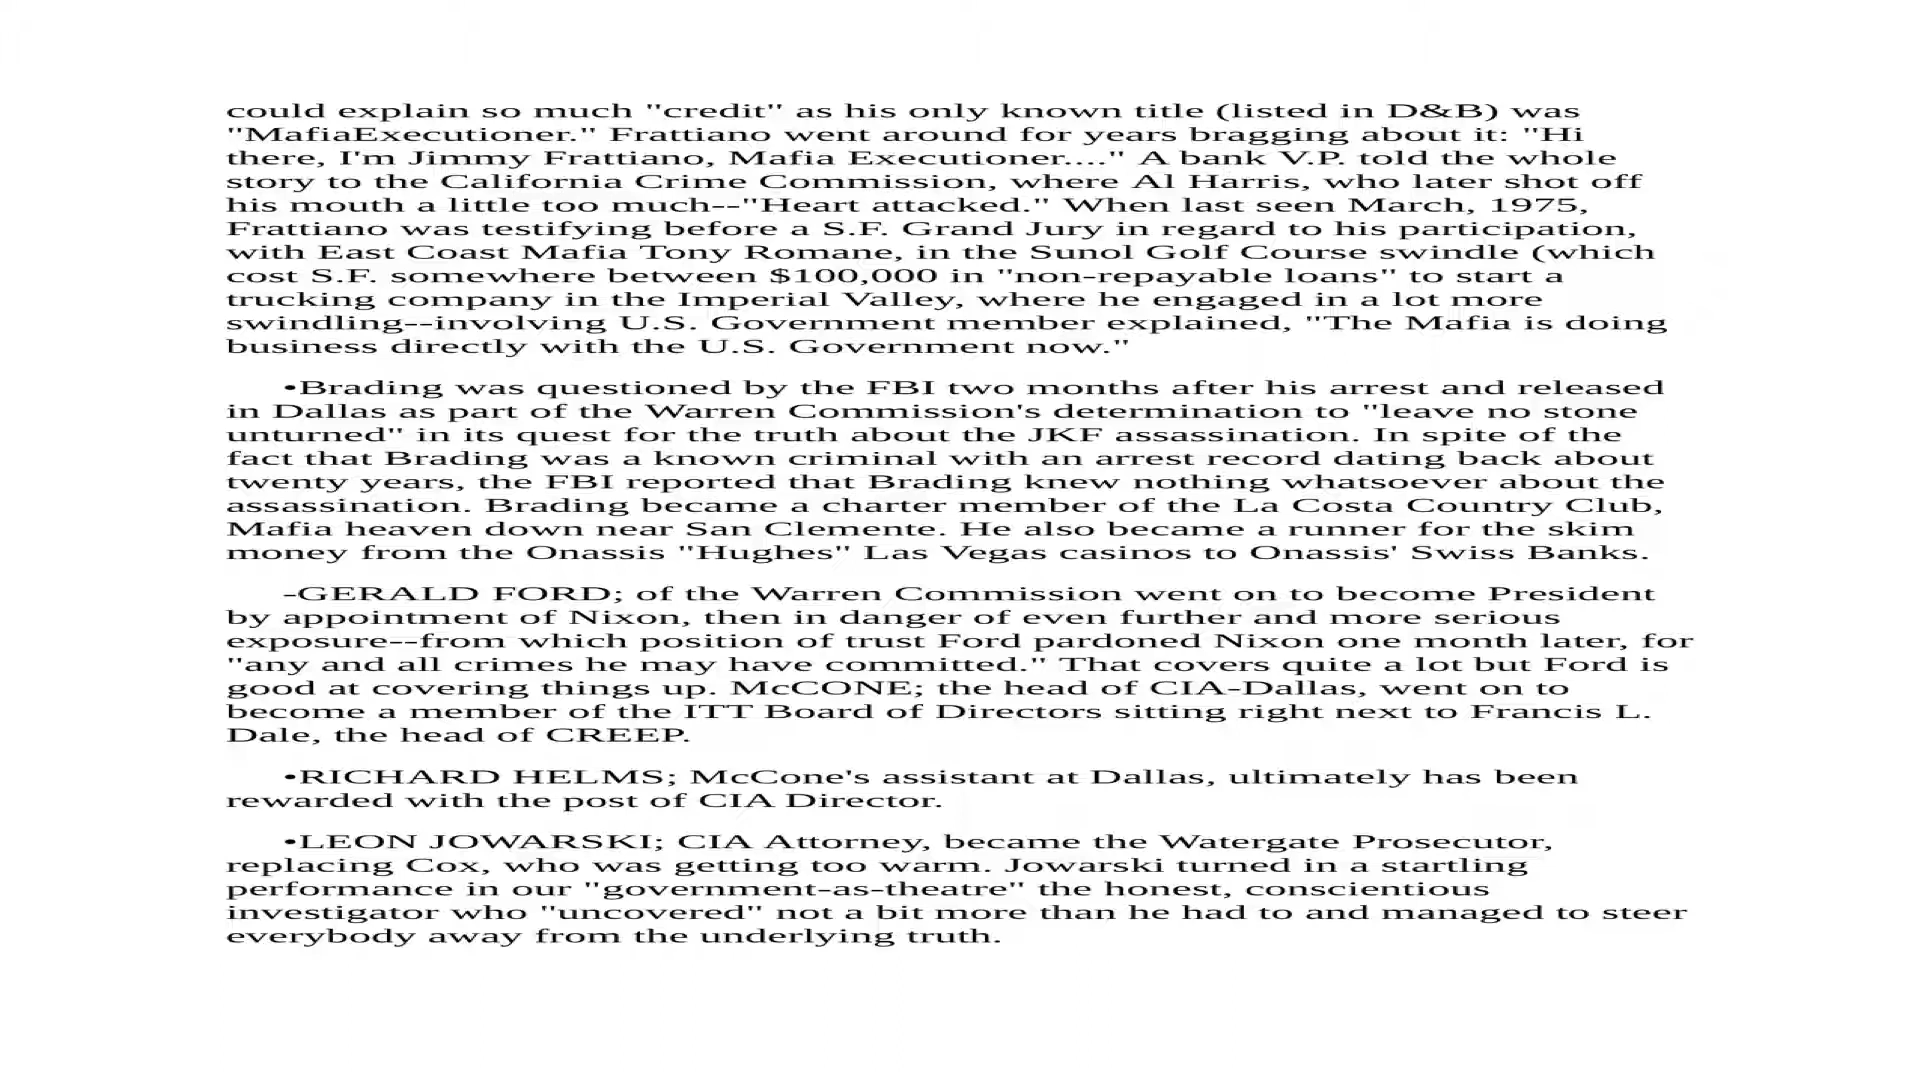 could explain so much "credit" as his only known title (listed in D&B) was
"MafiaExecutioner." Frattiano went around for years bragging about it: "Hi
there, I'm Jimmy Frattiano, Mafia Executioner...." A bank V.P. told the whole
story to the California Crime Commission, where Al Harris, who later shot off
his mouth a little too much--"Heart attacked." When last seen March, 1975,
Frattiano was testifying before a S.F. Grand Jury in regard to his participation,
with East Coast Mafia Tony Romane, in the Sunol Golf Course swindle (which
cost S.F. somewhere between $100,000 in "non-repayable loans" to start a
trucking company in the Imperial Valley, where he engaged in a lot more
swindling--involving U.S. Government member explained, "The Mafia is doing
business directly with the U.S. Government now."
•Brading was questioned by the FBI two months after his arrest and released
in Dallas as part of the Warren Commission's determination to "leave no stone
unturned" in its quest for the truth about the JKF assassination. In spite of the
fact that Brading was a known criminal with an arrest record dating back about
twenty years, the FBI reported that Brading knew nothing whatsoever about the
assassination. Brading became a charter member of the La Costa Country Club,
Mafia heaven down near San Clemente. He also became a runner for the skim
money from the Onassis "Hughes" Las Vegas casinos to Onassis' Swiss Banks.
-GERALD FORD; of the Warren Commission went on to become President
by appointment of Nixon, then in danger of even further and more serious
exposure--from which position of trust Ford pardoned Nixon one month later, for
"any and all crimes he may have committed." That covers quite a lot but Ford is
good at covering things up. McCONE; the head of CIA-Dallas, went on to
become a member of the ITT Board of Directors sitting right next to Francis L.
Dale, the head of CREEP.
•RICHARD HELMS; McCone's assistant at Dallas, ultimately has been
rewarded with the post of CIA Director.
•LEON JOWARSKI; CIA Attorney, became the Watergate Prosecutor,
replacing Cox, who was getting too warm. Jowarski turned in a startling
performance in our "government-as-theatre" the honest, conscientious
investigator who "uncovered" not a bit more than he had to and managed to steer
everybody away from the underlying truth.